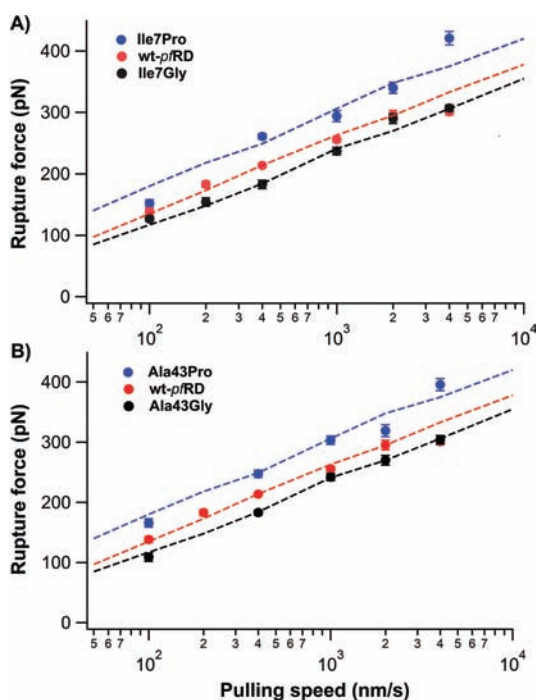 A)
Ile7Pro
wt-pfRD
Ile7Gly
Rupture force (pN)
400
300
200
100
0
5 6 7 10² 2 3 4 5 6 7 10³ 2 3 4 5 6 7 10⁴
B)
Ala43Pro
wt-pfRD
Ala43Gly
Rupture force (pN)
400
300
200
100
0
5 6 7 10² 2 3 4 5 6 7 10³ 2 3 4 5 6 7 10⁴
Pulling speed (nm/s)